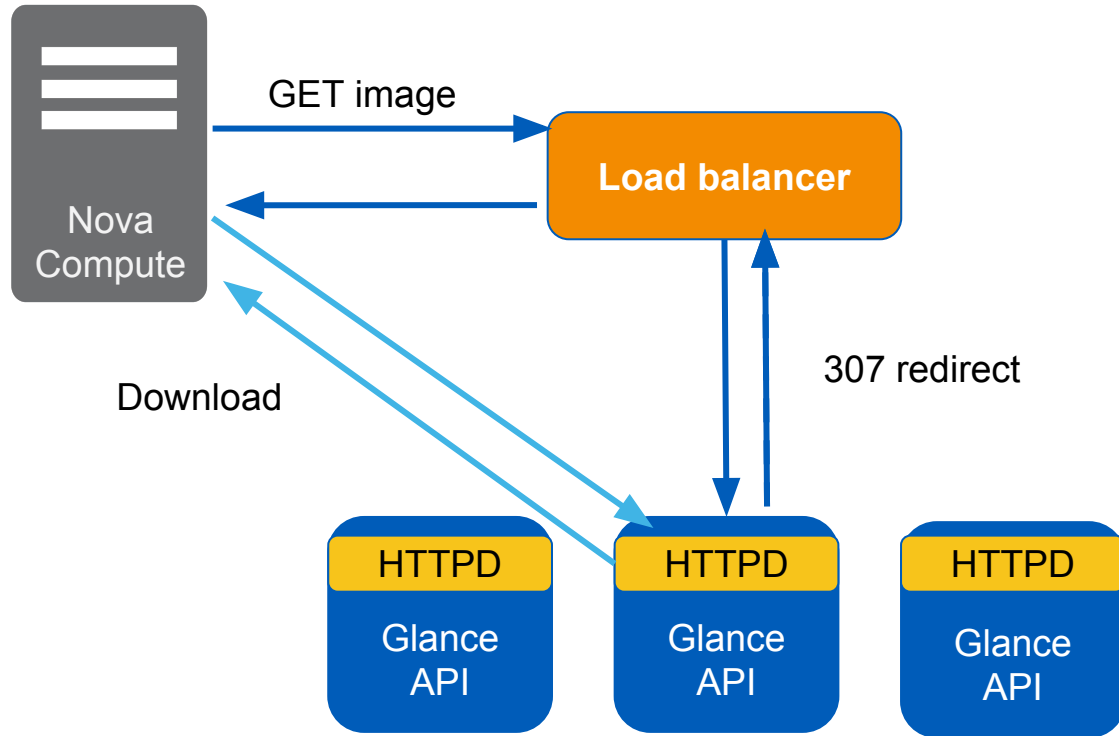 GET image
Load balancer
Nova
Compute
307 redirect
Download
HTTPD
Glance
API
HTTPD
Glance
API
HTTPD
Glance
API